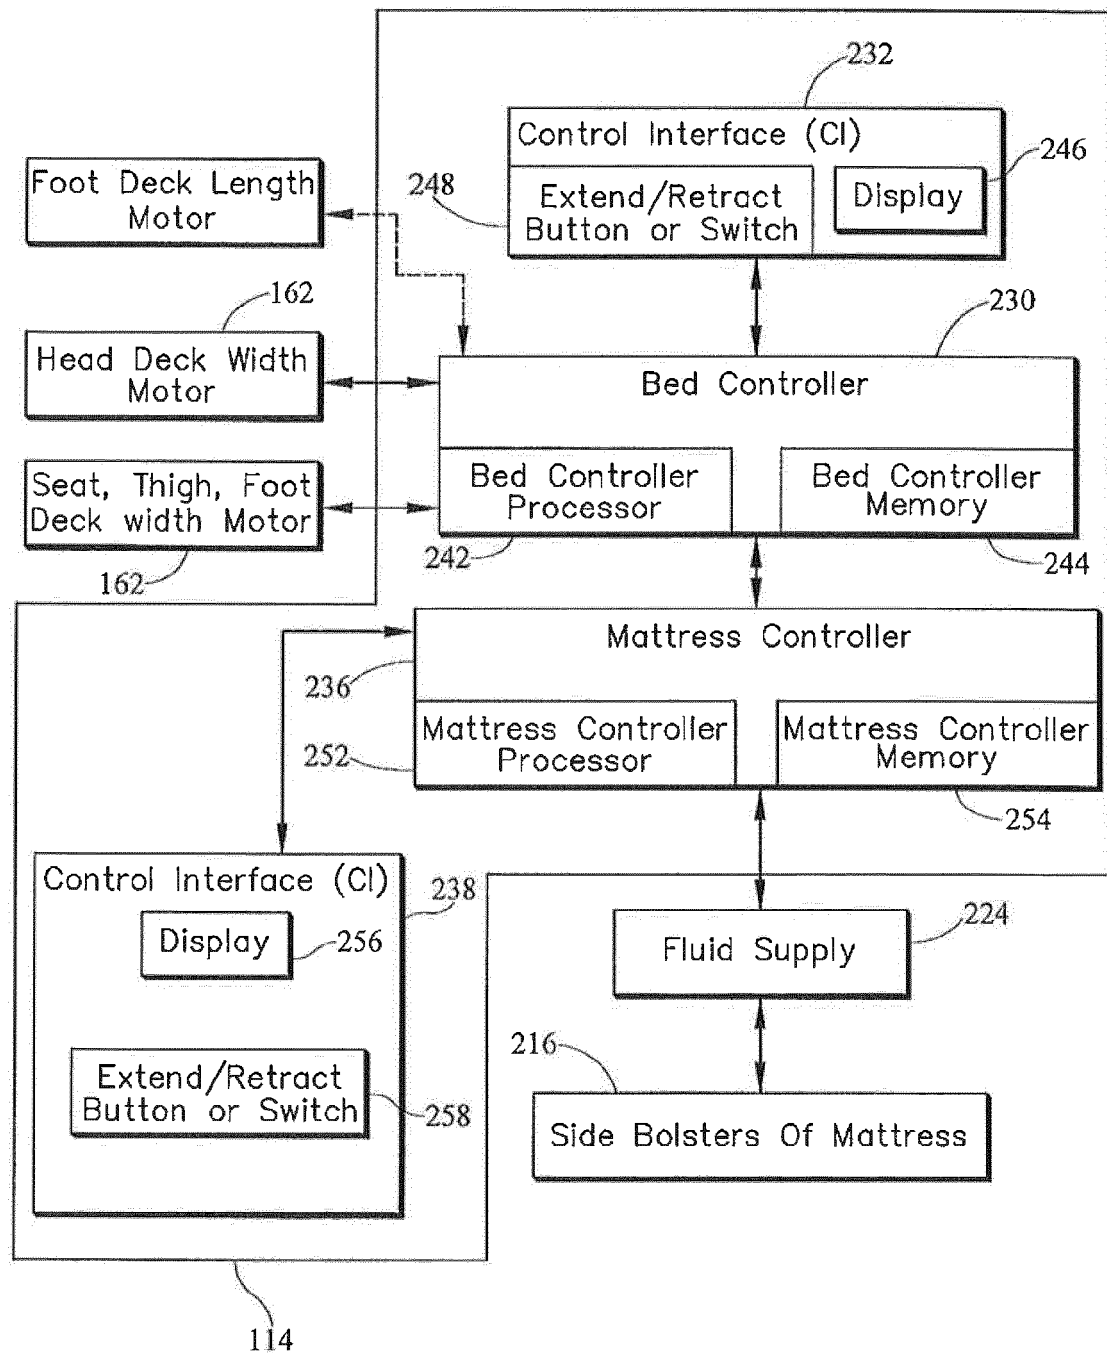 232
Control Interface (CI)
246
248
Extend/Retract
Button or Switch
Display
Foot Deck Length
Motor
162
230
Head Deck Width
Motor
Bed Controller
Seat, Thigh, Foot
Deck width Motor
Bed Controller
Processor
Bed Controller
Memory
162
242
244
Mattress Controller
236
Mattress Controller
Processor
Mattress Controller
Memory
252
254
Control Interface (CI)
238
Display
256
224
Fluid Supply
216
Extend/Retract
Button or Switch
258
Side Bolsters Of Mattress
114